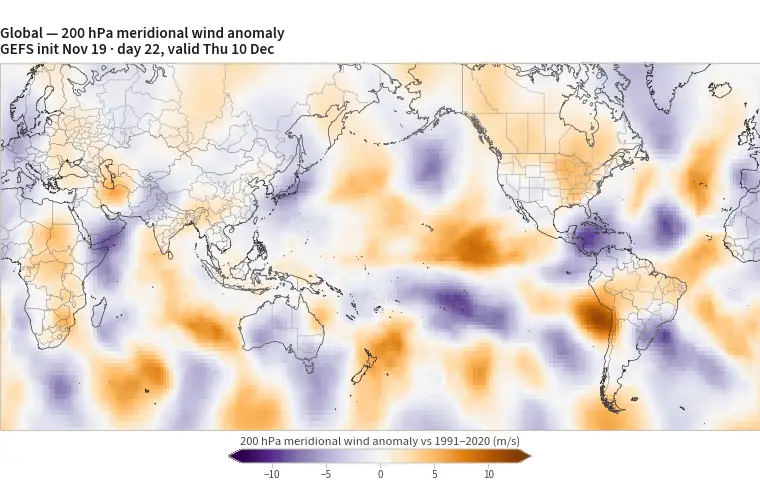 Global — 200 hPa meridional wind anomaly
GEFS init Nov 19 · day 22, valid Thu 10 Dec
200 hPa meridional wind anomaly vs 1991–2020 (m/s)
−10 −5 0 5 10